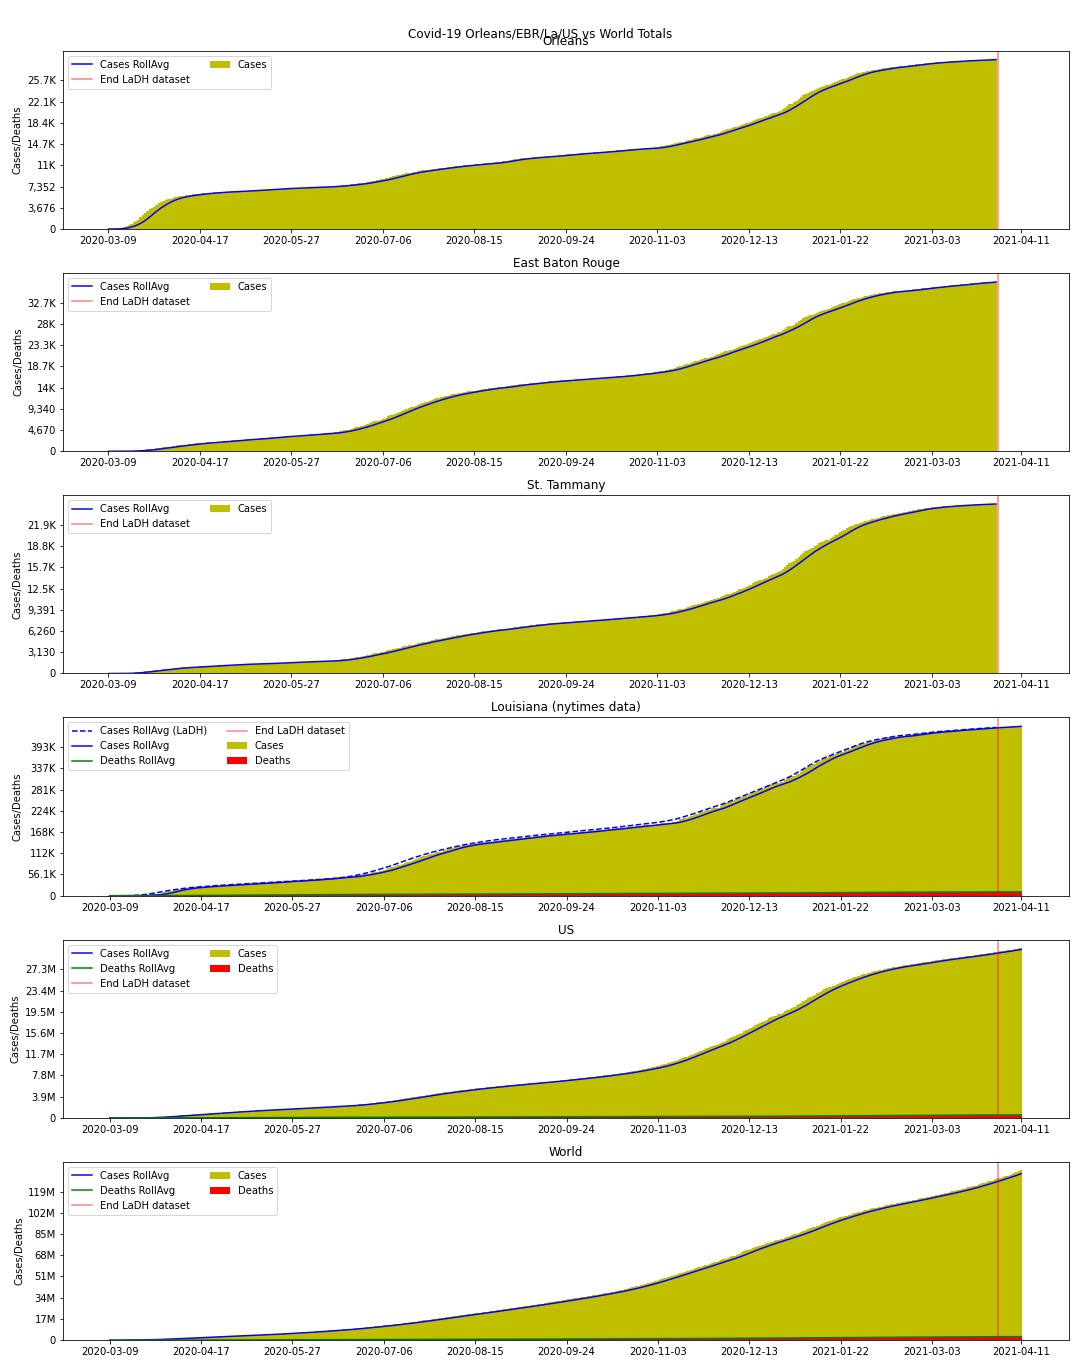 Covid-19 Orleans/EBR/La/US vs World Totals
Orleans
Cases RollAvg Cases
End LaDH dataset
Cases/Deaths
25.7K
22.1K
18.4K
14.7K
11K
7,352
3,676
0
2020-03-09 2020-04-17 2020-05-27 2020-07-06 2020-08-15 2020-09-24 2020-11-03 2020-12-13 2021-01-22 2021-03-03 2021-04-11
East Baton Rouge
Cases RollAvg Cases
End LaDH dataset
Cases/Deaths
32.7K
28K
23.3K
18.7K
14K
9,340
4,670
0
2020-03-09 2020-04-17 2020-05-27 2020-07-06 2020-08-15 2020-09-24 2020-11-03 2020-12-13 2021-01-22 2021-03-03 2021-04-11
St. Tammany
Cases RollAvg Cases
End LaDH dataset
Cases/Deaths
21.9K
18.8K
15.7K
12.5K
9,391
6,260
3,130
0
2020-03-09 2020-04-17 2020-05-27 2020-07-06 2020-08-15 2020-09-24 2020-11-03 2020-12-13 2021-01-22 2021-03-03 2021-04-11
Louisiana (nytimes data)
Cases RollAvg (LaDH) End LaDH dataset
Cases RollAvg Cases
Deaths RollAvg Deaths
Cases/Deaths
393K
337K
281K
224K
168K
112K
56.1K
0
2020-03-09 2020-04-17 2020-05-27 2020-07-06 2020-08-15 2020-09-24 2020-11-03 2020-12-13 2021-01-22 2021-03-03 2021-04-11
US
Cases RollAvg Cases
Deaths RollAvg Deaths
End LaDH dataset
Cases/Deaths
27.3M
23.4M
19.5M
15.6M
11.7M
7.8M
3.9M
0
2020-03-09 2020-04-17 2020-05-27 2020-07-06 2020-08-15 2020-09-24 2020-11-03 2020-12-13 2021-01-22 2021-03-03 2021-04-11
World
Cases RollAvg Cases
Deaths RollAvg Deaths
End LaDH dataset
Cases/Deaths
119M
102M
85M
68M
51M
34M
17M
0
2020-03-09 2020-04-17 2020-05-27 2020-07-06 2020-08-15 2020-09-24 2020-11-03 2020-12-13 2021-01-22 2021-03-03 2021-04-11